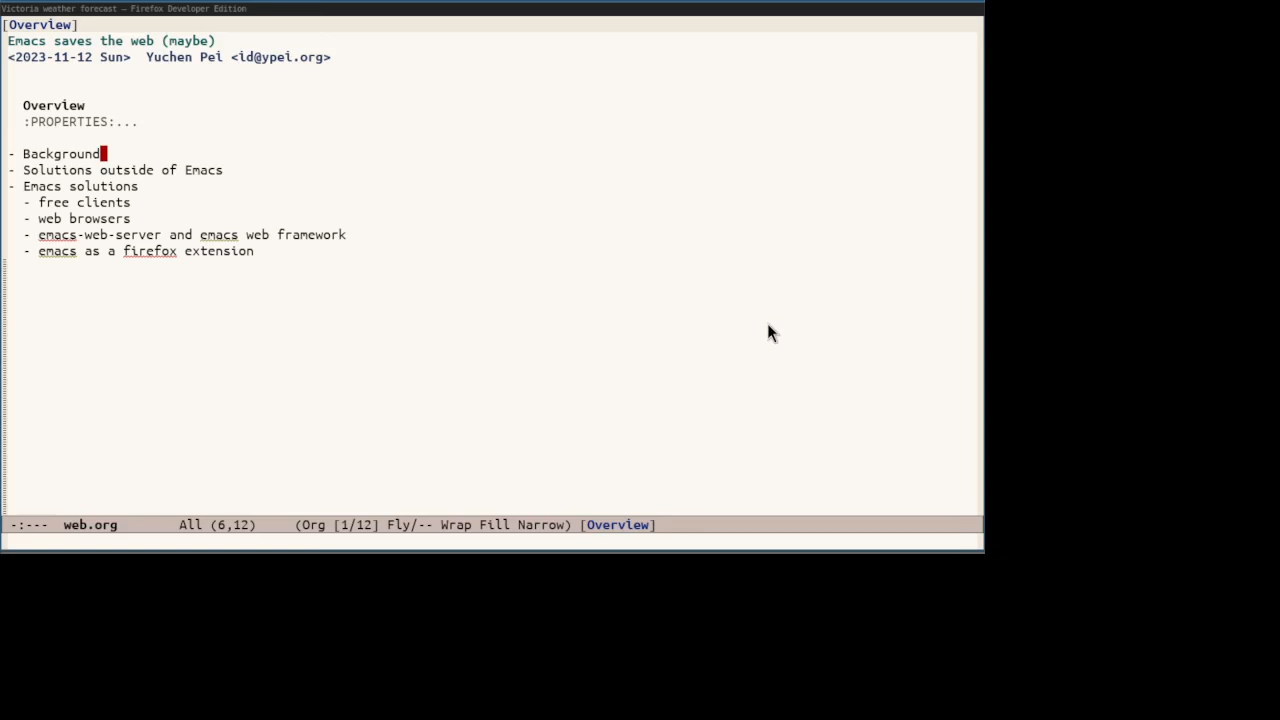 Victoria weather forecast — Firefox Developer Edition
[Overview]
Emacs saves the web (maybe)
<2023-11-12 Sun>  Yuchen Pei <id@ypei.org>
Overview
:PROPERTIES:...
- Background
- Solutions outside of Emacs
- Emacs solutions
- free clients
- web browsers
- emacs-web-server and emacs web framework
- emacs as a firefox extension
-:---  web.org        All (6,12)     (Org [1/12] Fly/-- Wrap Fill Narrow) [Overview]